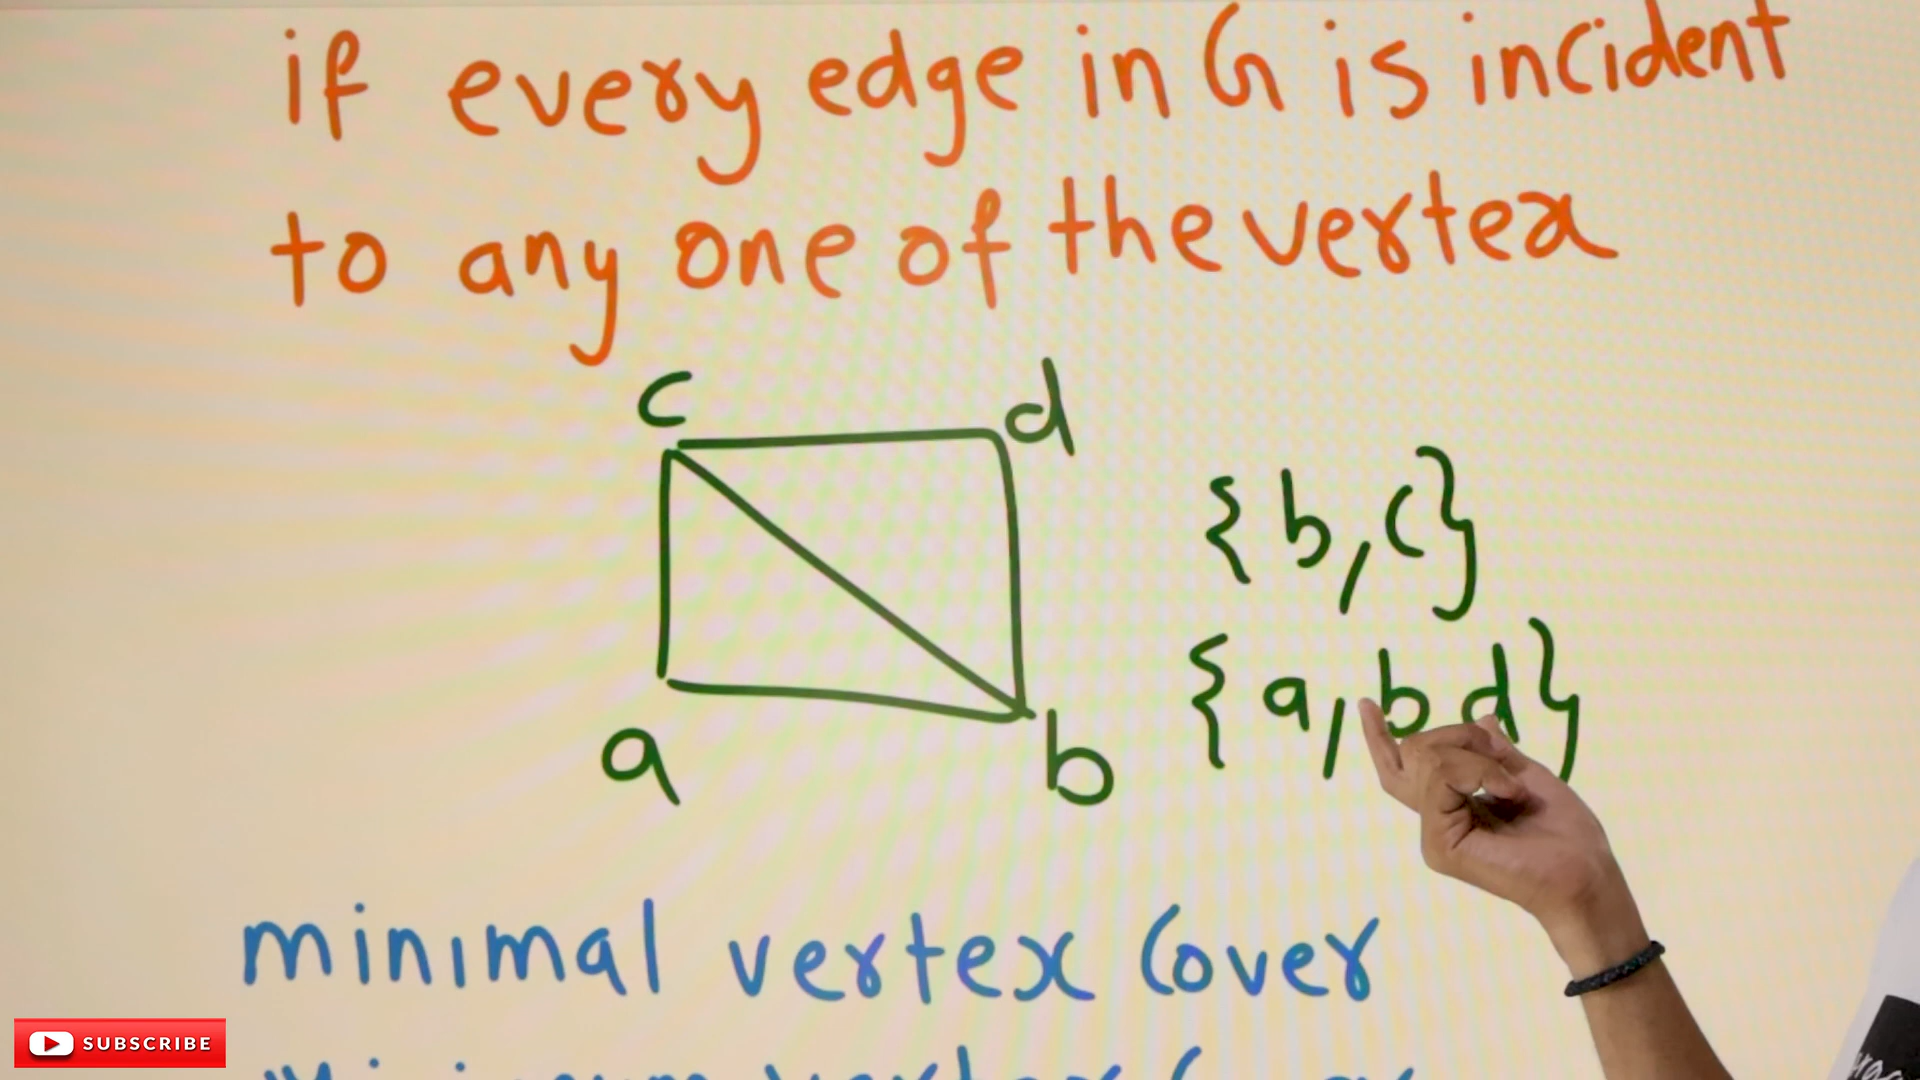 if every edge in G is incident
to any one of the vertex
c
d
{b,c}
{a,b d}
a
b
minimal vertex Cover
SUBSCRIBE